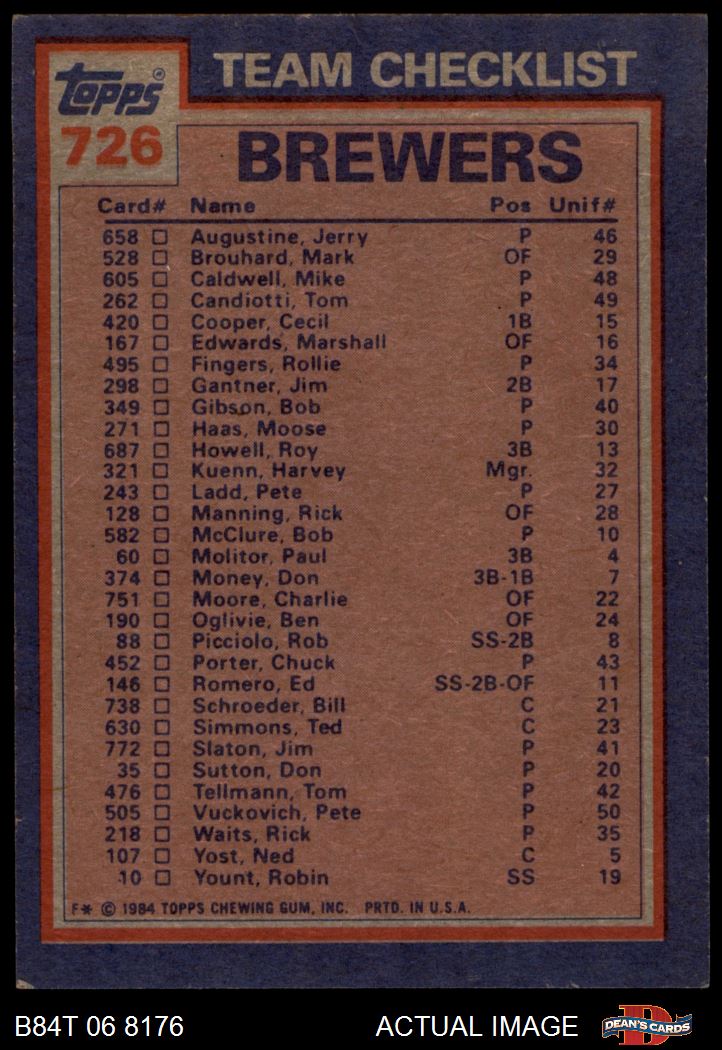 topps®
726
TEAM CHECKLIST
BREWERS
Card# Name Pos Unif#
658 Augustine, Jerry P 46
528 Brouhard, Mark OF 29
605 Caldwell, Mike P 48
262 Candiotti, Tom P 49
420 Cooper, Cecil 1B 15
167 Edwards, Marshall OF 16
495 Fingers, Rollie P 34
298 Gantner, Jim 2B 17
349 Gibson, Bob P 40
271 Haas, Moose P 30
687 Howell, Roy 3B 13
321 Kuenn, Harvey Mgr. 32
243 Ladd, Pete P 27
128 Manning, Rick OF 28
582 McClure, Bob P 10
60 Molitor, Paul 3B 4
374 Money, Don 3B-1B 7
751 Moore, Charlie OF 22
190 Oglivie, Ben OF 24
88 Picciolo, Rob SS-2B 8
452 Porter, Chuck P 43
146 Romero, Ed SS-2B-OF 11
738 Schroeder, Bill C 21
630 Simmons, Ted C 23
772 Slaton, Jim P 41
35 Sutton, Don P 20
476 Tellmann, Tom P 42
505 Vuckovich, Pete P 50
218 Waits, Rick P 35
107 Yost, Ned C 5
10 Yount, Robin SS 19
F* © 1984 TOPPS CHEWING GUM, INC. PRTD. IN U.S.A.
B84T 06 8176 ACTUAL IMAGE D DEAN'S CARDS